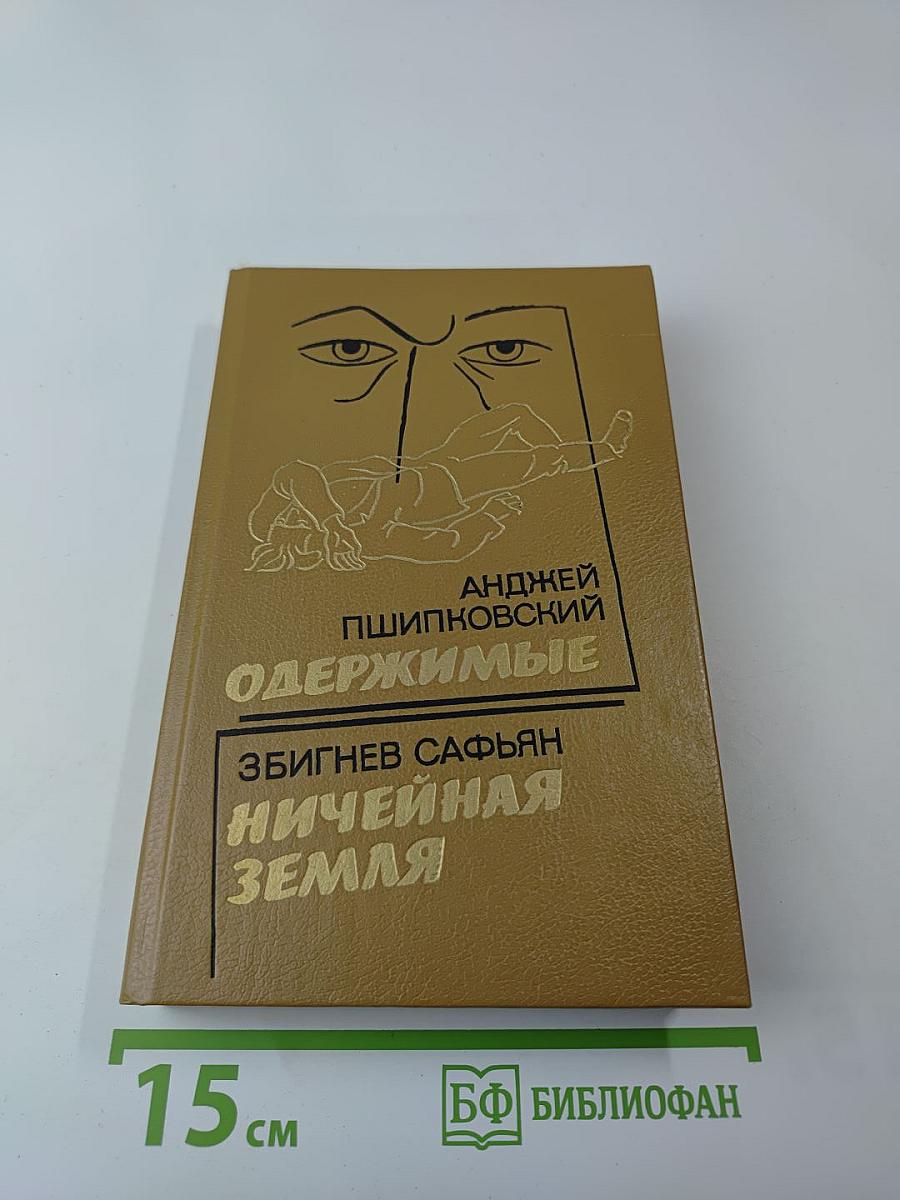 АНДЖЕЙ
ПШИПКОВСКИЙ
ОДЕРЖИМЫЕ
ЗБИГНЕВ САФЬЯН
НИЧЕЙНАЯ
ЗЕМЛЯ
15 см
БФ БИБЛИОФАН